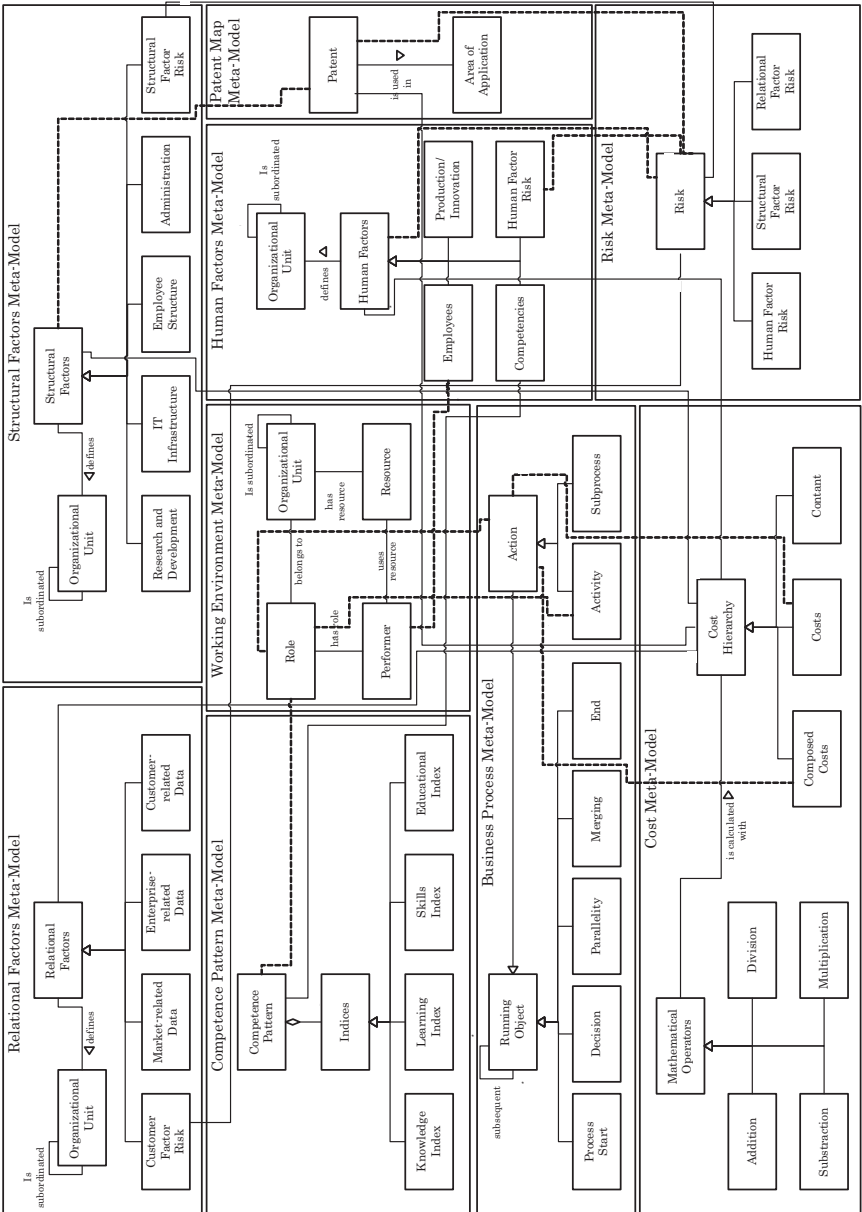 Relational Factors Meta-Model
Is
subordinated
Organizational
Unit
defines
Relational
Factors
Customer
Factor
Risk
Market-related
Data
Enterprise-
related
Data
Customer-
related
Data
Structural Factors Meta-Model
Is
subordinated
Organizational
Unit
defines
Structural
Factors
Research and
Development
IT
Infrastructure
Employee
Structure
Administration
Structural
Factor
Risk
Competence Pattern Meta-Model
Competence
Pattern
Indices
Knowledge
Index
Learning
Index
Skills
Index
Educational
Index
Working Environment Meta-Model
Role
belongs to
Is subordinated
Organizational
Unit
has role
has
resource
Performer
uses
resource
Resource
Human Factors Meta-Model
Is
subordinated
Organizational
Unit
defines
Human Factors
Employees
Production/
Innovation
Competencies
Human Factor
Risk
Patent Map
Meta-Model
Patent
is used
in
Area of
Application
Business Process Meta-Model
subsequent
Running
Object
Action
Process
Start
Decision
Parallelity
Merging
End
Activity
Subprocess
Risk Meta-Model
Risk
Human Factor
Risk
Structural
Factor
Risk
Relational
Factor
Risk
Cost Meta-Model
Mathematical
Operators
is calculated
with
Cost
Hierarchy
Addition
Division
Substraction
Multiplication
Composed
Costs
Costs
Contant